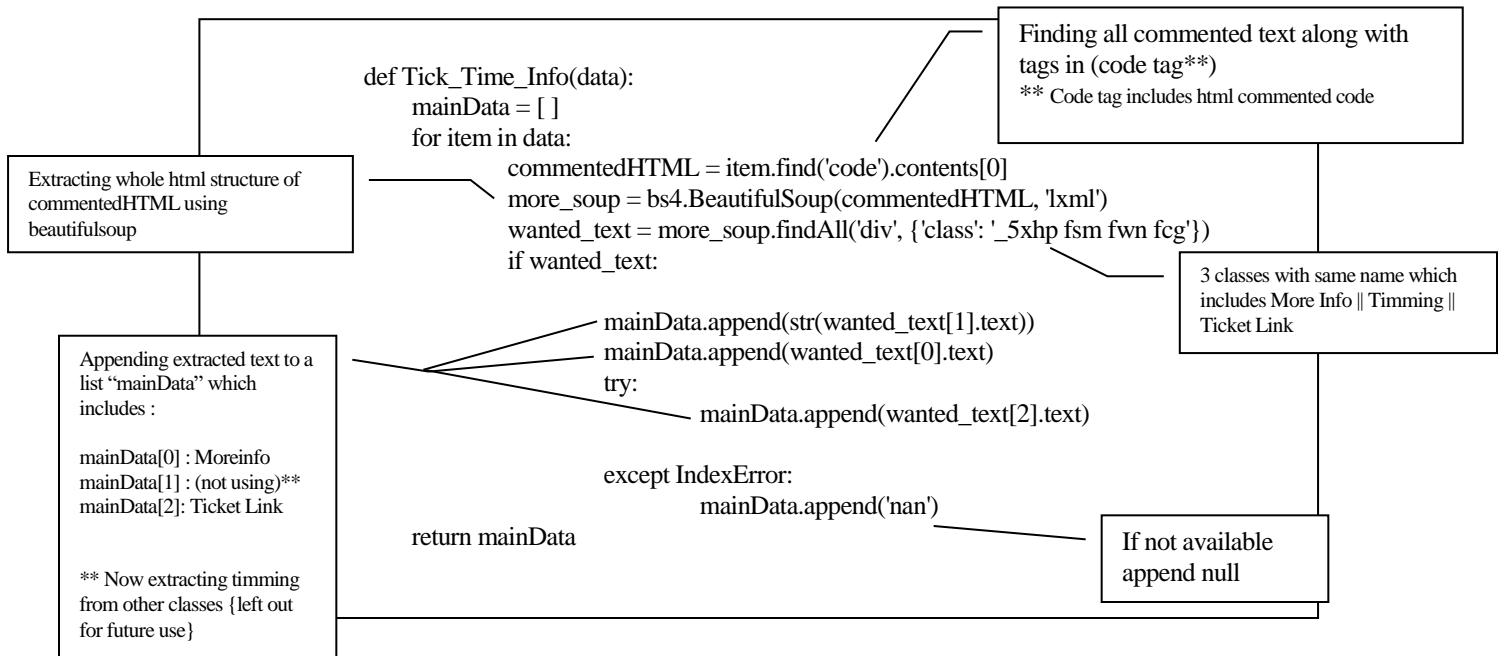 Finding all commented text along with
tags in (code tag**)
** Code tag includes html commented code
def Tick_Time_Info(data):
mainData = [ ]
for item in data:
commentedHTML = item.find('code').contents[0]
more_soup = bs4.BeautifulSoup(commentedHTML, 'lxml')
wanted_text = more_soup.findAll('div', {'class': '_5xhp fsm fwn fcg'})
if wanted_text:
Extracting whole html structure of
commentedHTML using
beautifulsoup
3 classes with same name which
includes More Info || Timming ||
Ticket Link
mainData.append(str(wanted_text[1].text))
mainData.append(wanted_text[0].text)
try:
mainData.append(wanted_text[2].text)
except IndexError:
mainData.append('nan')
return mainData
Appending extracted text to a
list “mainData” which
includes :
mainData[0] : Moreinfo
mainData[1] : (not using)**
mainData[2]: Ticket Link
** Now extracting timming
from other classes {left out
for future use}
If not available
append null